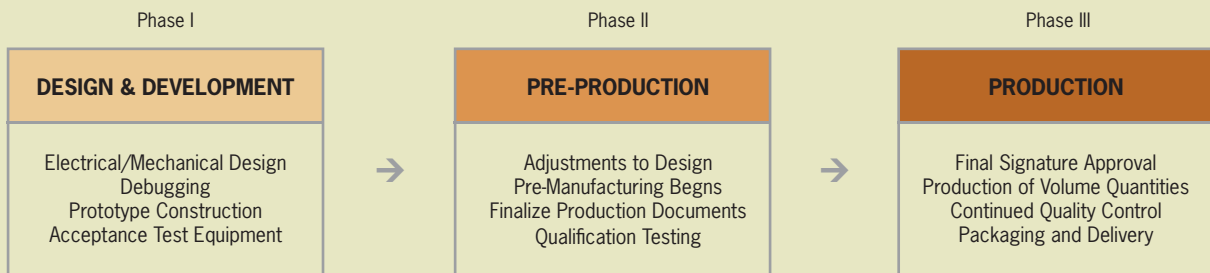 Phase I
DESIGN & DEVELOPMENT
Electrical/Mechanical Design
Debugging
Prototype Construction
Acceptance Test Equipment
Phase II
PRE-PRODUCTION
Adjustments to Design
Pre-Manufacturing Begns
Finalize Production Documents
Qualification Testing
Phase III
PRODUCTION
Final Signature Approval
Production of Volume Quantities
Continued Quality Control
Packaging and Delivery